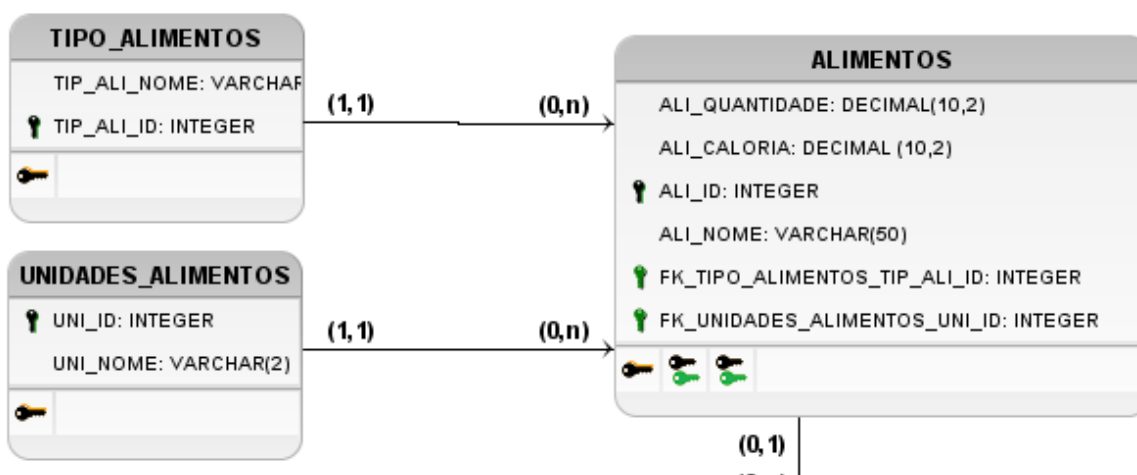 TIPO_ALIMENTOS
TIP_ALI_NOME: VARCHAR
TIP_ALI_ID: INTEGER
(1,1)
(0,n)
UNIDADES_ALIMENTOS
UNI_ID: INTEGER
UNI_NOME: VARCHAR(2)
(1,1)
(0,n)
ALIMENTOS
ALI_QUANTIDADE: DECIMAL(10,2)
ALI_CALORIA: DECIMAL (10,2)
ALI_ID: INTEGER
ALI_NOME: VARCHAR(50)
FK_TIPO_ALIMENTOS_TIP_ALI_ID: INTEGER
FK_UNIDADES_ALIMENTOS_UNI_ID: INTEGER
(0,1)